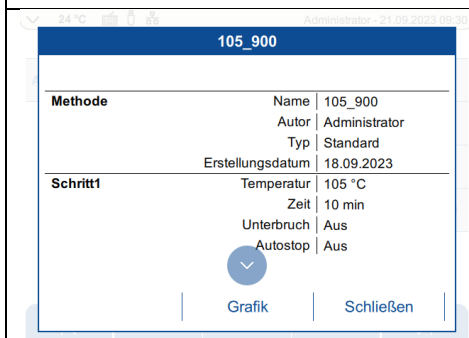 24 °C Administrator - 21.09.2023 09:30
105_900
Methode Name 105_900
Autor Administrator
Typ Standard
Erstellungsdatum 18.09.2023
Schritt1 Temperatur 105 °C
Zeit 10 min
Unterbruch Aus
Autostop Aus
Grafik Schließen